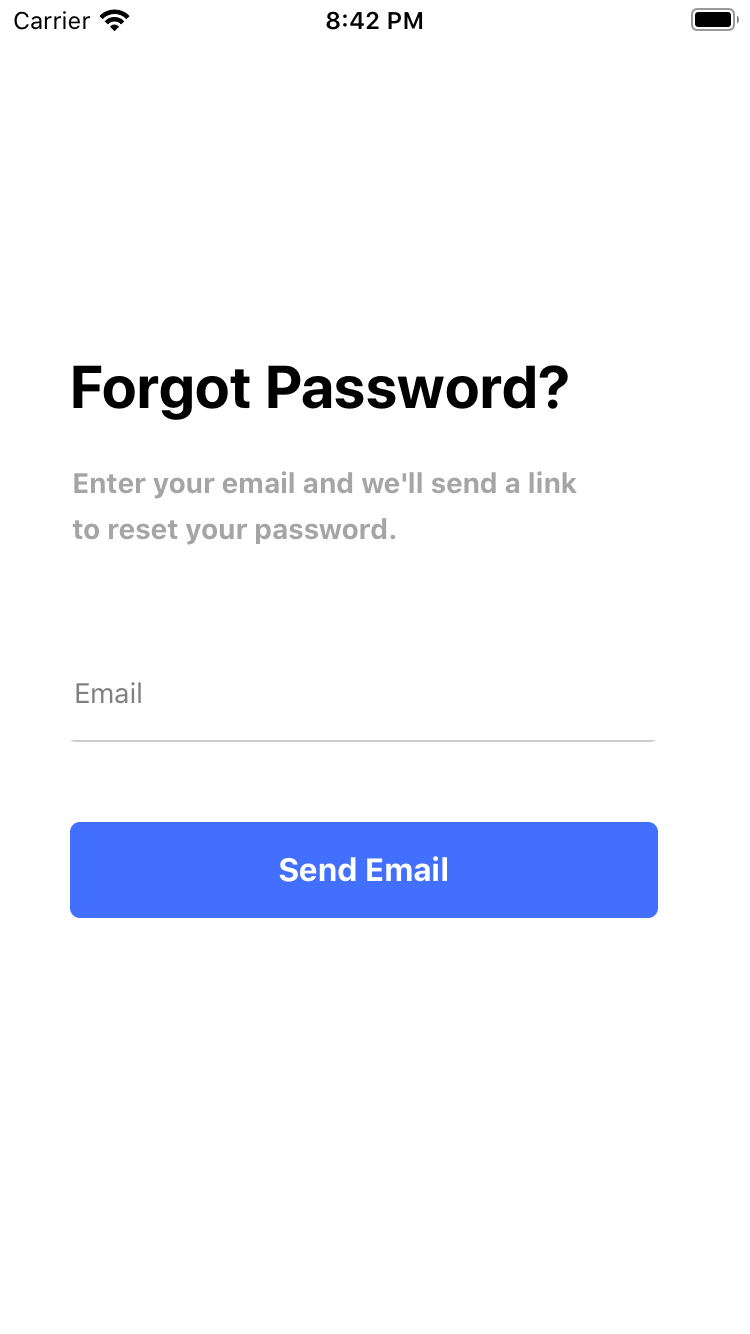 Carrier 8:42 PM
Forgot Password?
Enter your email and we'll send a link
to reset your password.
Email
Send Email